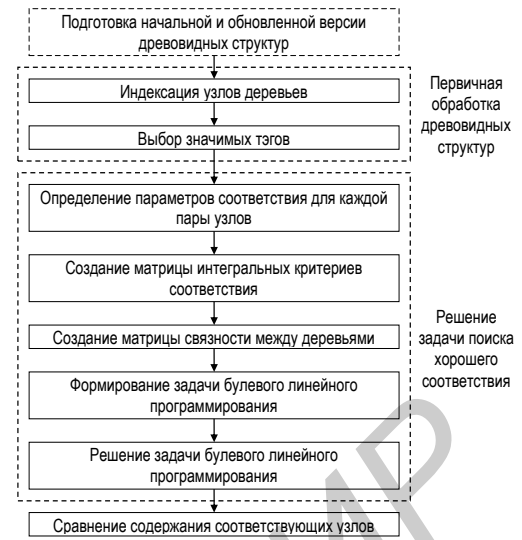 Подготовка начальной и обновленной версии
древовидных структур
Индексация узлов деревьев
Выбор значимых тэгов
Первичная
обработка
древовидных
структур
Определение параметров соответствия для каждой
пары узлов
Создание матрицы интегральных критериев
соответствия
Создание матрицы связности между деревьями
Формирование задачи булевого линейного
программирования
Решение задачи булевого линейного
программирования
Решение
задачи поиска
хорошего
соответствия
Сравнение содержания соответствующих узлов